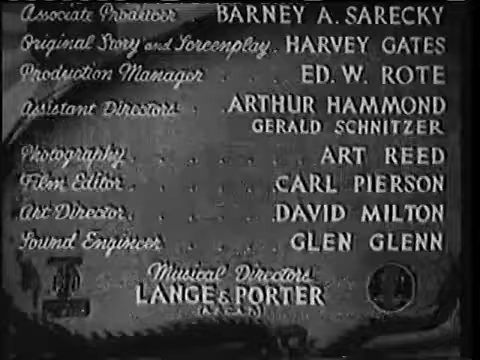 Associate Producer BARNEY A. SARECKY
Original Story and Screenplay. HARVEY GATES
Production Manager . . . ED. W. ROTE
Assistant Directors . . ARTHUR HAMMOND
GERALD SCHNITZER
Photography. . . . . ART REED
Film Editor. . . . .CARL PIERSON
Art Director. . . . .DAVID MILTON
Sound Engineer . . . GLEN GLENN
Musical Directors
LANGE & PORTER